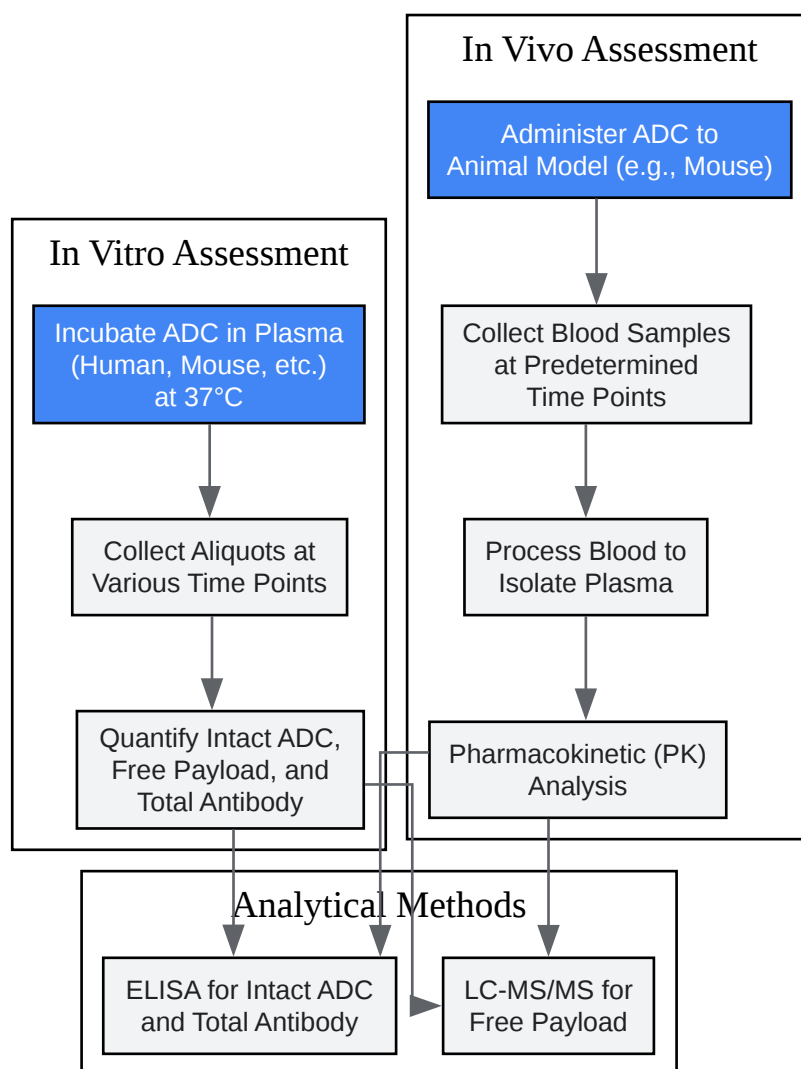 In Vivo Assessment
Administer ADC to
Animal Model (e.g., Mouse)
Collect Blood Samples
at Predetermined
Time Points
Process Blood to
Isolate Plasma
Pharmacokinetic (PK)
Analysis
In Vitro Assessment
Incubate ADC in Plasma
(Human, Mouse, etc.)
at 37°C
Collect Aliquots at
Various Time Points
Quantify Intact ADC,
Free Payload, and
Total Antibody
Analytical Methods
ELISA for Intact ADC
and Total Antibody
LC-MS/MS for
Free Payload